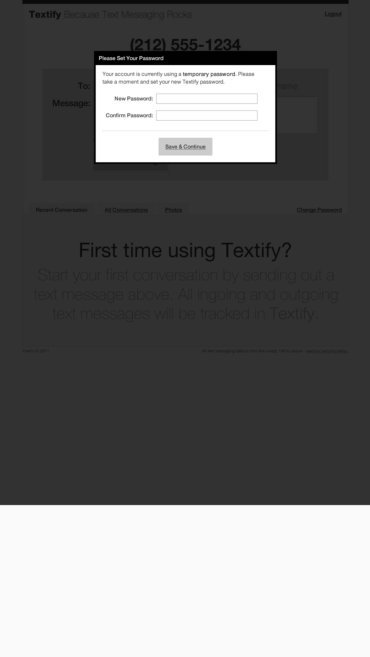 Textify Because Text Messaging Rocks
Logout
(212) 555-1234
Please Set Your Password
Your account is currently using a temporary password. Please
take a moment and set your new Textify password.
To:
name
New Password:
Message:
Confirm Password:
Save & Continue
Recent Conversation
All Conversations
Photos
Change Password
First time using Textify?
Start your first conversation by sending out a
text message above. All ingoing and outgoing
text messages will be tracked in Textify.